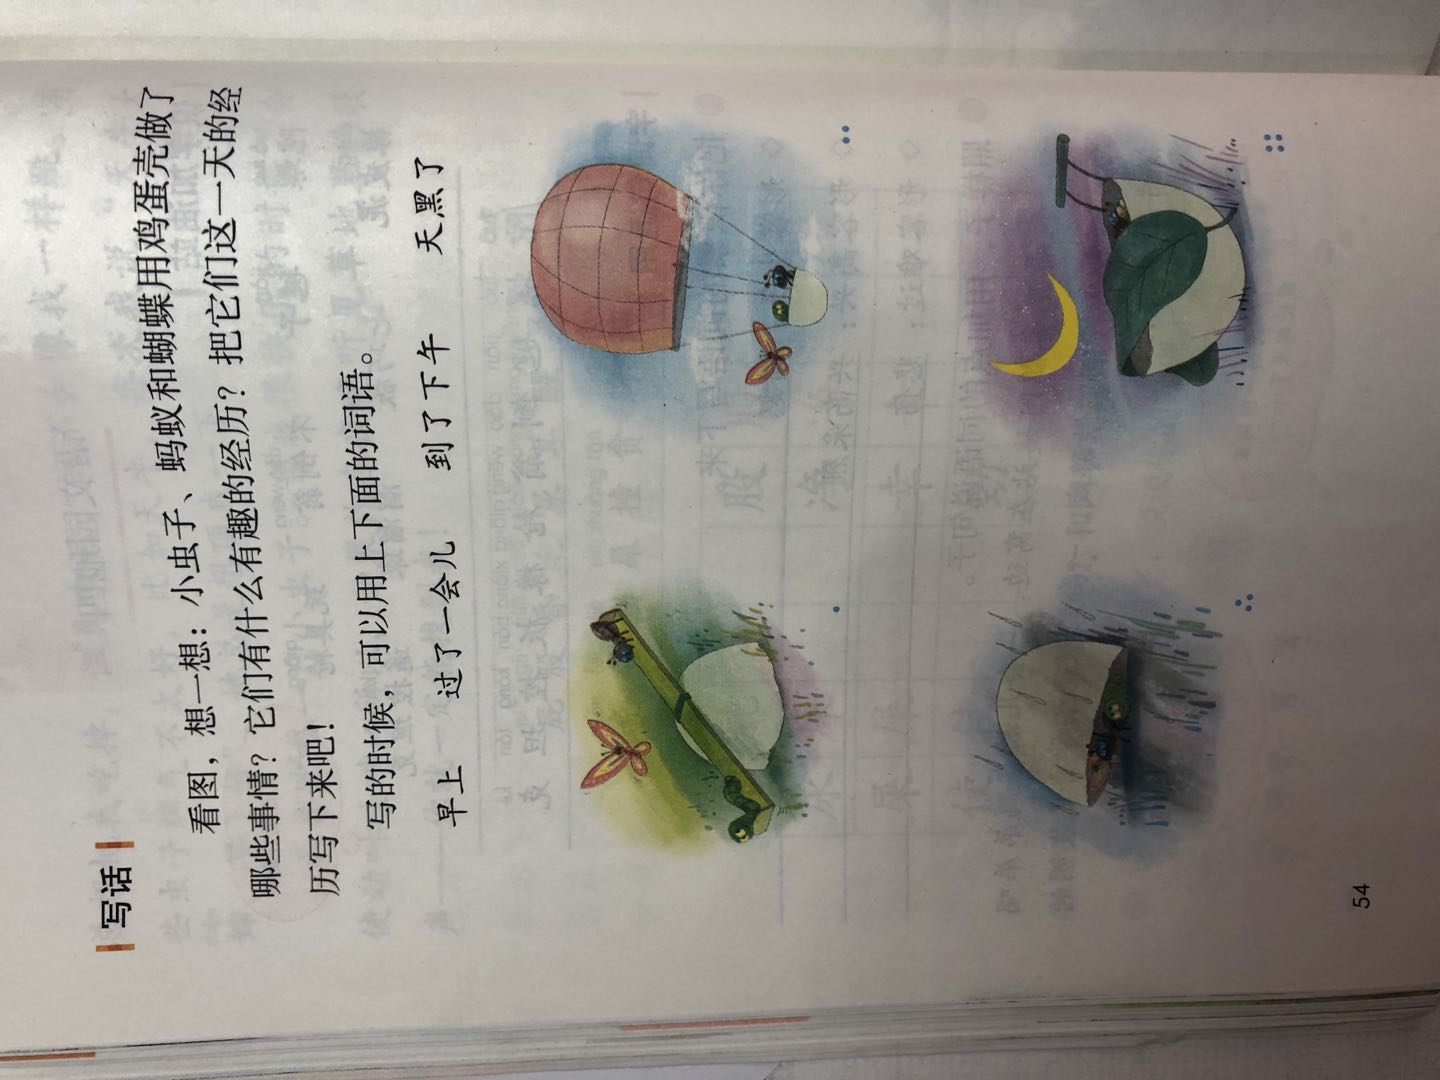 写话
看图，想一想：小虫子、蚂蚁和蝴蝶用鸡蛋壳做了
哪些事情？它们有什么有趣的经历？把它们这一天的经
历写下来吧！
写的时候，可以用上下面的词语。
早上 过了一会儿 到了下午 天黑了
54